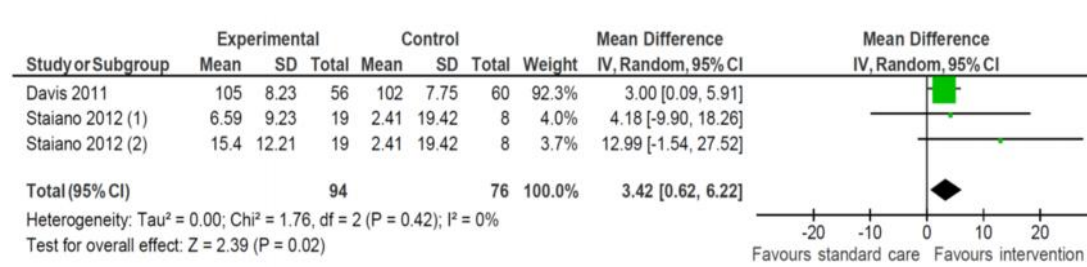 Experimental Control Mean Difference Mean Difference
Study or Subgroup Mean SD Total Mean SD Total Weight IV, Random, 95% CI IV, Random, 95% CI
Davis 2011 105 8.23 56 102 7.75 60 92.3% 3.00 [0.09, 5.91]
Staiano 2012 (1) 6.59 9.23 19 2.41 19.42 8 4.0% 4.18 [-9.90, 18.26]
Staiano 2012 (2) 15.4 12.21 19 2.41 19.42 8 3.7% 12.99 [-1.54, 27.52]
Total (95% CI) 94 76 100.0% 3.42 [0.62, 6.22]
Heterogeneity: Tau² = 0.00; Chi² = 1.76, df = 2 (P = 0.42); I² = 0%
Test for overall effect: Z = 2.39 (P = 0.02)
-20 -10 0 10 20
Favours standard care Favours intervention